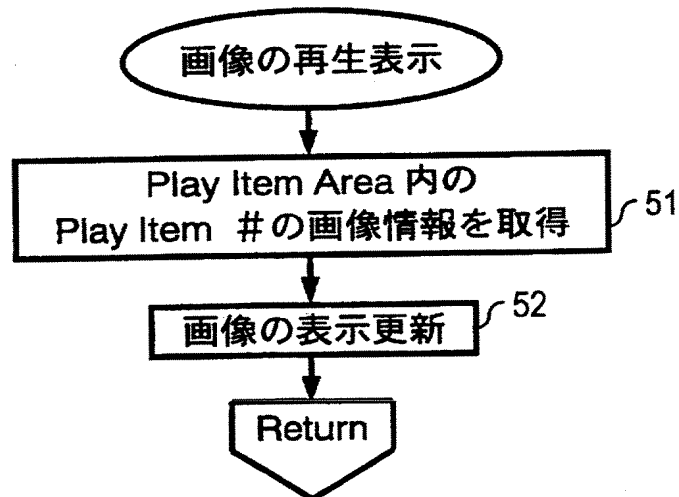 画像の再生表示
Play Item Area 内の
Play Item #の画像情報を取得
51
画像の表示更新
52
Return